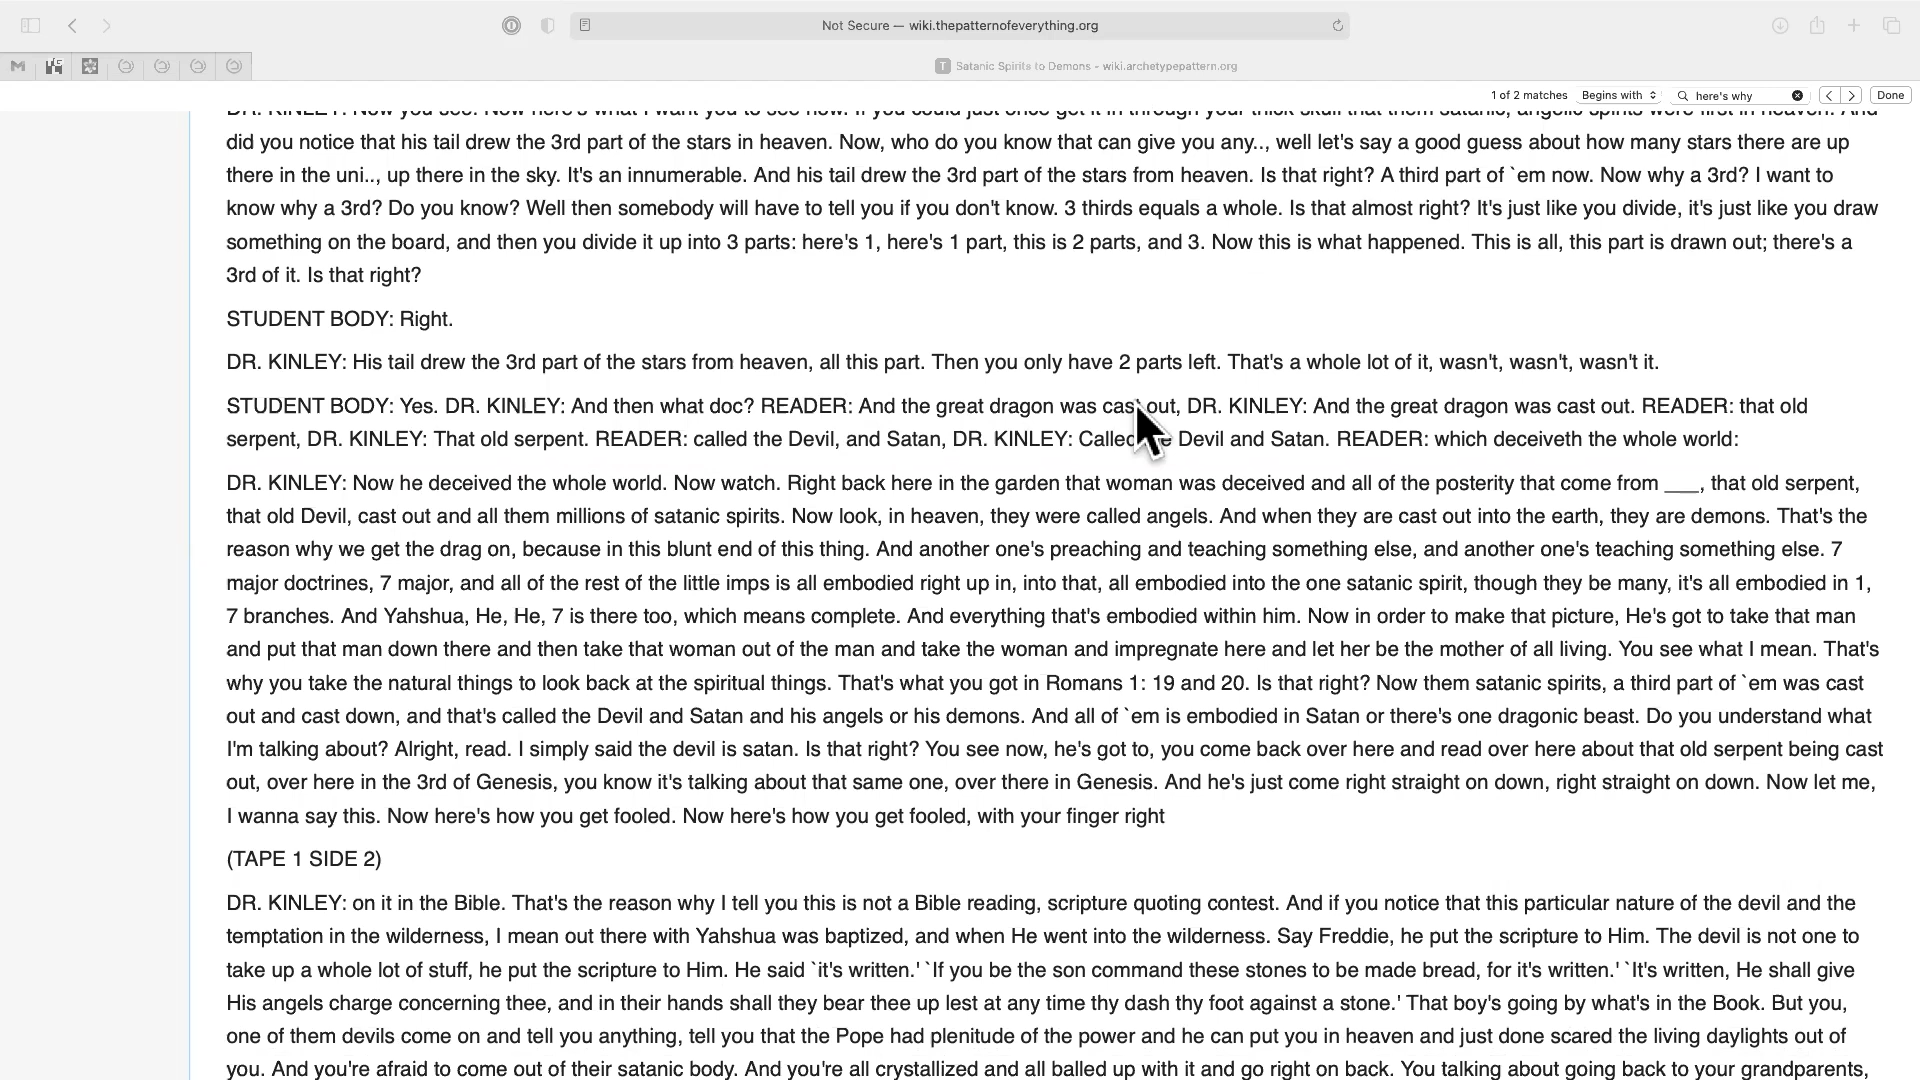 Not Secure — wiki.thepatternofeverything.org
Satanic Spirits to Demons - wiki.archetypepattern.org
1 of 2 matches Begins with here's why Done
DR. KINLEY: Now you see. Now here's what I want you to see now. If you could just once get it in through your thick skull that them satanic, angelic spirits were first in heaven. And
did you notice that his tail drew the 3rd part of the stars in heaven. Now, who do you know that can give you any.., well let's say a good guess about how many stars there are up
there in the uni.., up there in the sky. It's an innumerable. And his tail drew the 3rd part of the stars from heaven. Is that right? A third part of `em now. Now why a 3rd? I want to
know why a 3rd? Do you know? Well then somebody will have to tell you if you don't know. 3 thirds equals a whole. Is that almost right? It's just like you divide, it's just like you draw
something on the board, and then you divide it up into 3 parts: here's 1, here's 1 part, this is 2 parts, and 3. Now this is what happened. This is all, this part is drawn out; there's a
3rd of it. Is that right?
STUDENT BODY: Right.
DR. KINLEY: His tail drew the 3rd part of the stars from heaven, all this part. Then you only have 2 parts left. That's a whole lot of it, wasn't, wasn't, wasn't it.
STUDENT BODY: Yes. DR. KINLEY: And then what doc? READER: And the great dragon was cast out, DR. KINLEY: And the great dragon was cast out. READER: that old
serpent, DR. KINLEY: That old serpent. READER: called the Devil, and Satan, DR. KINLEY: Called the Devil and Satan. READER: which deceiveth the whole world:
DR. KINLEY: Now he deceived the whole world. Now watch. Right back here in the garden that woman was deceived and all of the posterity that come from ___, that old serpent,
that old Devil, cast out and all them millions of satanic spirits. Now look, in heaven, they were called angels. And when they are cast out into the earth, they are demons. That's the
reason why we get the drag on, because in this blunt end of this thing. And another one's preaching and teaching something else, and another one's teaching something else. 7
major doctrines, 7 major, and all of the rest of the little imps is all embodied right up in, into that, all embodied into the one satanic spirit, though they be many, it's all embodied in 1,
7 branches. And Yahshua, He, He, 7 is there too, which means complete. And everything that's embodied within him. Now in order to make that picture, He's got to take that man
and put that man down there and then take that woman out of the man and take the woman and impregnate here and let her be the mother of all living. You see what I mean. That's
why you take the natural things to look back at the spiritual things. That's what you got in Romans 1: 19 and 20. Is that right? Now them satanic spirits, a third part of `em was cast
out and cast down, and that's called the Devil and Satan and his angels or his demons. And all of `em is embodied in Satan or there's one dragonic beast. Do you understand what
I'm talking about? Alright, read. I simply said the devil is satan. Is that right? You see now, he's got to, you come back over here and read over here about that old serpent being cast
out, over here in the 3rd of Genesis, you know it's talking about that same one, over there in Genesis. And he's just come right straight on down, right straight on down. Now let me,
I wanna say this. Now here's how you get fooled. Now here's how you get fooled, with your finger right
(TAPE 1 SIDE 2)
DR. KINLEY: on it in the Bible. That's the reason why I tell you this is not a Bible reading, scripture quoting contest. And if you notice that this particular nature of the devil and the
temptation in the wilderness, I mean out there with Yahshua was baptized, and when He went into the wilderness. Say Freddie, he put the scripture to Him. The devil is not one to
take up a whole lot of stuff, he put the scripture to Him. He said `it's written.' `If you be the son command these stones to be made bread, for it's written.' `It's written, He shall give
His angels charge concerning thee, and in their hands shall they bear thee up lest at any time thy dash thy foot against a stone.' That boy's going by what's in the Book. But you,
one of them devils come on and tell you anything, tell you that the Pope had plenitude of the power and he can put you in heaven and just done scared the living daylights out of
you. And you're afraid to come out of their satanic body. And you're all crystallized and all balled up with it and go right on back. You talking about going back to your grandparents,